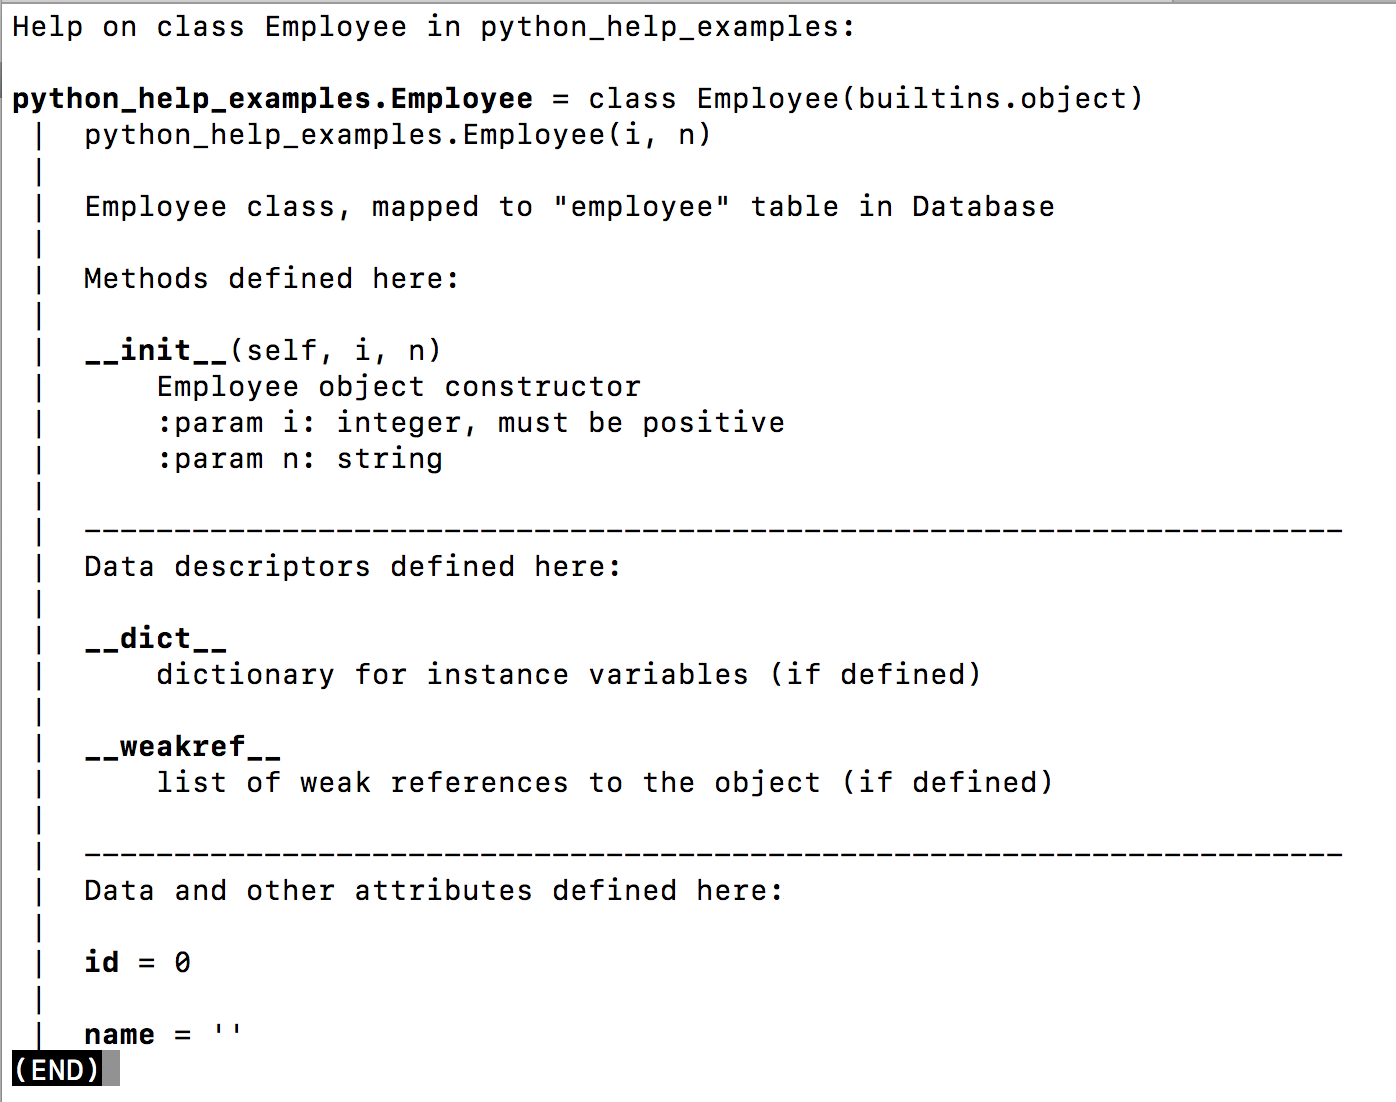 Help on class Employee in python_help_examples:

python_help_examples.Employee = class Employee(builtins.object)
 |  python_help_examples.Employee(i, n)
 |
 |  Employee class, mapped to "employee" table in Database
 |
 |  Methods defined here:
 |
 |  __init__(self, i, n)
 |      Employee object constructor
 |      :param i: integer, must be positive
 |      :param n: string
 |
 |  ----------------------------------------------------------------------
 |  Data descriptors defined here:
 |
 |  __dict__
 |      dictionary for instance variables (if defined)
 |
 |  __weakref__
 |      list of weak references to the object (if defined)
 |
 |  ----------------------------------------------------------------------
 |  Data and other attributes defined here:
 |
 |  id = 0
 |
 |  name = ''
(END)